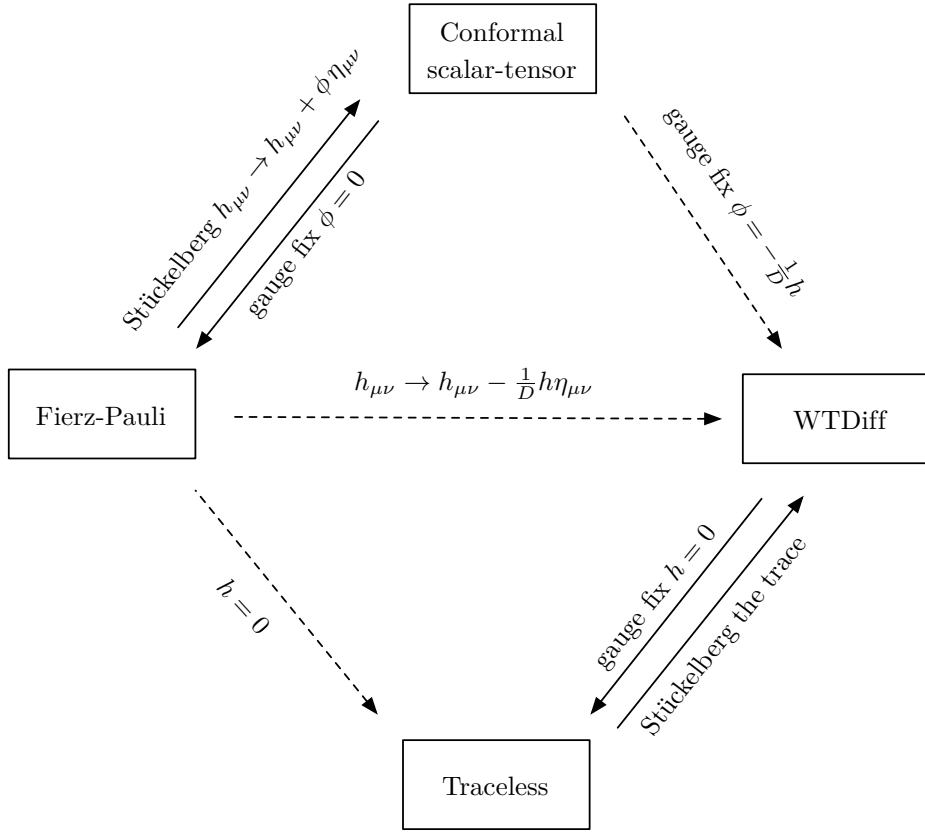 Conformal
scalar-tensor
Stückelberg $h_{\mu\nu} \to h_{\mu\nu} + \phi\eta_{\mu\nu}$
gauge fix $\phi = 0$
gauge fix $\phi = -\frac{1}{D}h$
Fierz-Pauli
$h_{\mu\nu} \to h_{\mu\nu} - \frac{1}{D}h\eta_{\mu\nu}$
WTDiff
$h = 0$
gauge fix $h = 0$
Stückelberg the trace
Traceless